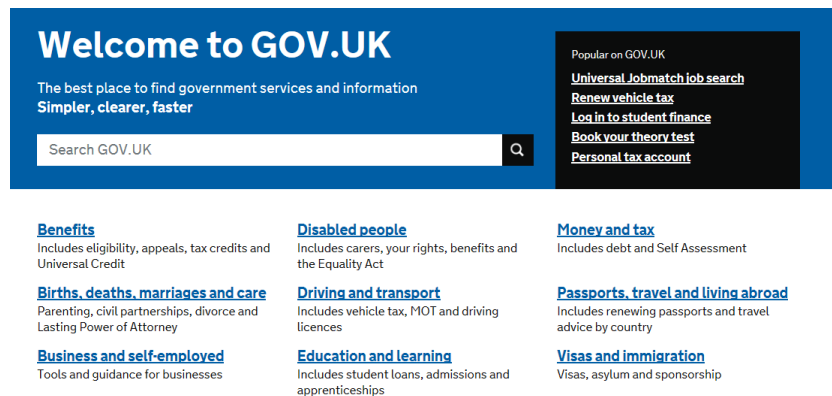 Welcome to GOV.UK
The best place to find government services and information
Simpler, clearer, faster
Search GOV.UK
Popular on GOV.UK
Universal Jobmatch job search
Renew vehicle tax
Log in to student finance
Book your theory test
Personal tax account
Benefits
Includes eligibility, appeals, tax credits and
Universal Credit
Disabled people
Includes carers, your rights, benefits and
the Equality Act
Money and tax
Includes debt and Self Assessment
Births, deaths, marriages and care
Parenting, civil partnerships, divorce and
Lasting Power of Attorney
Driving and transport
Includes vehicle tax, MOT and driving
licences
Passports, travel and living abroad
Includes renewing passports and travel
advice by country
Business and self-employed
Tools and guidance for businesses
Education and learning
Includes student loans, admissions and
apprenticeships
Visas and immigration
Visas, asylum and sponsorship